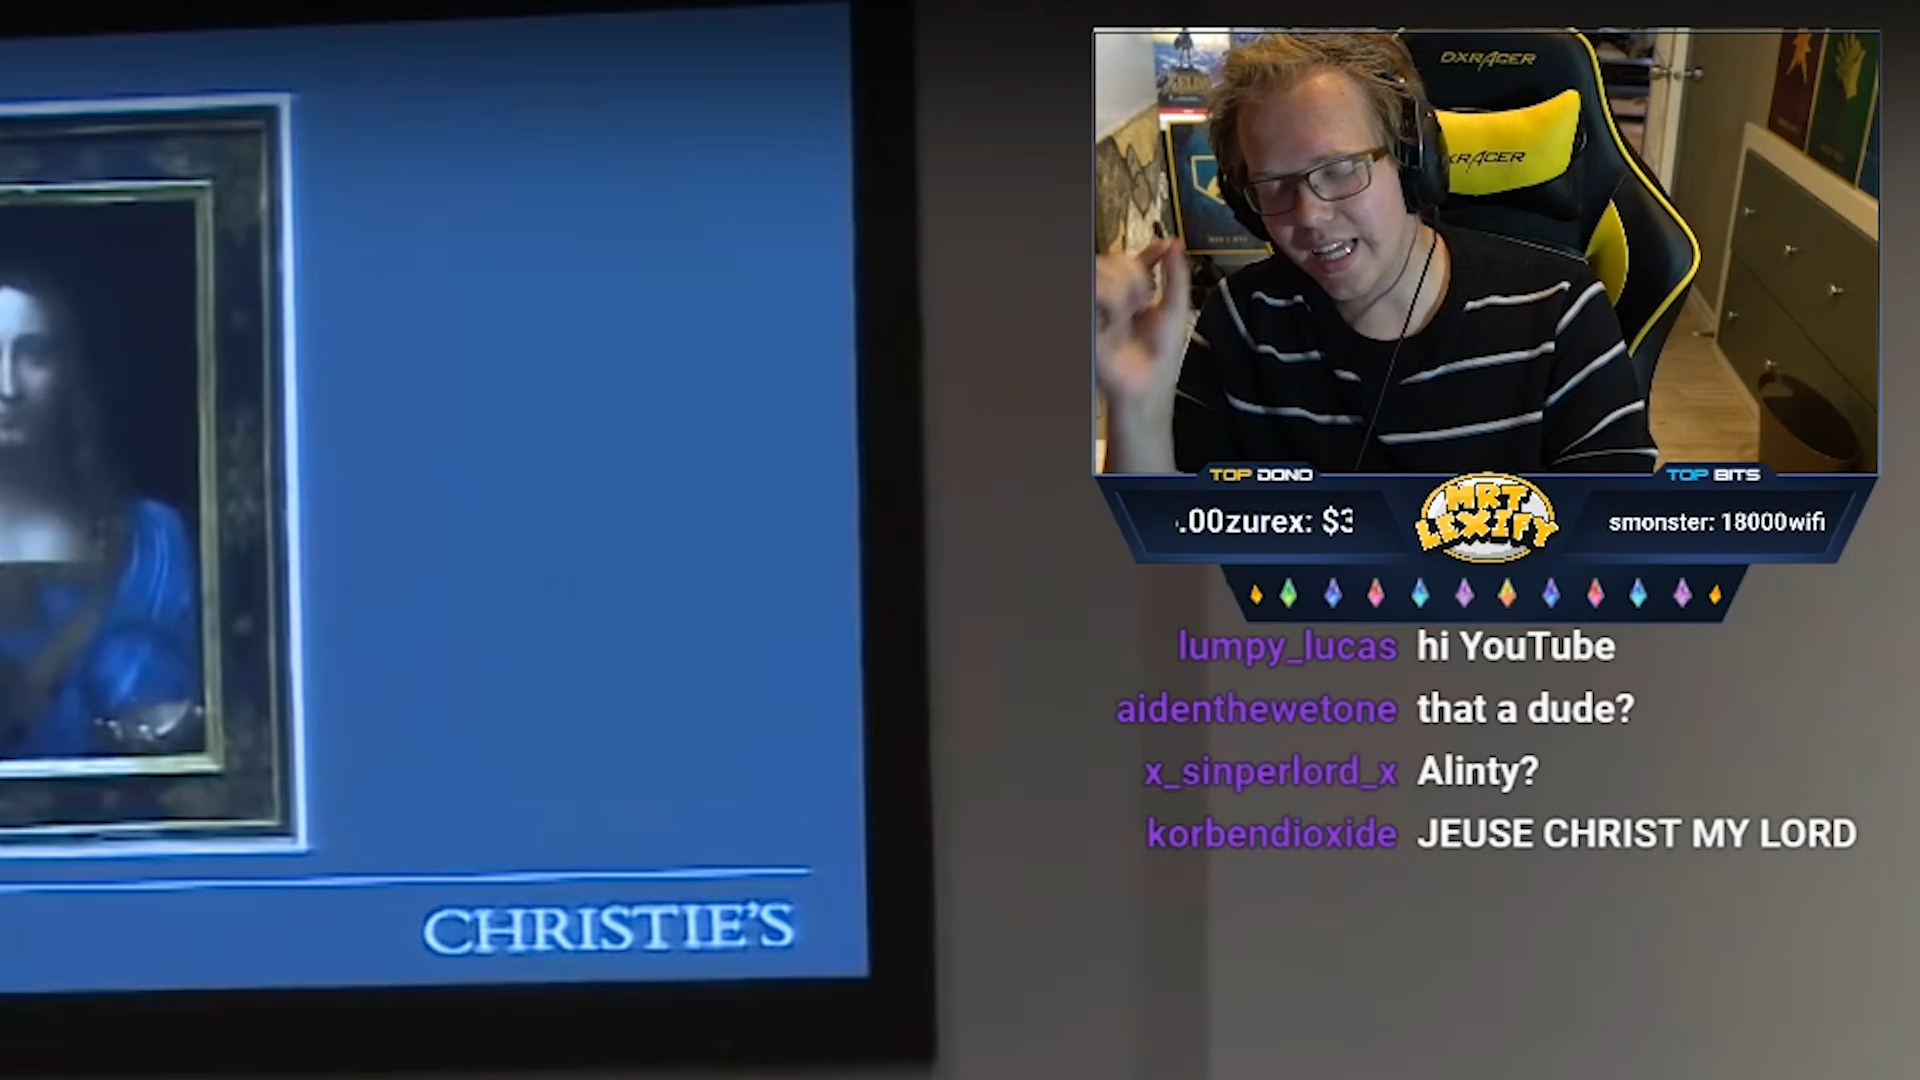 DXRACER
XRACER
TOP DONO
TOP BITS
.00zurex: $3
MRT
LEXIFY
smonster: 18000wifi
lumpy_lucas hi YouTube
aidenthewetone that a dude?
x_sinperlord_x Alinty?
korbendioxide JEUSE CHRIST MY LORD
CHRISTIE'S